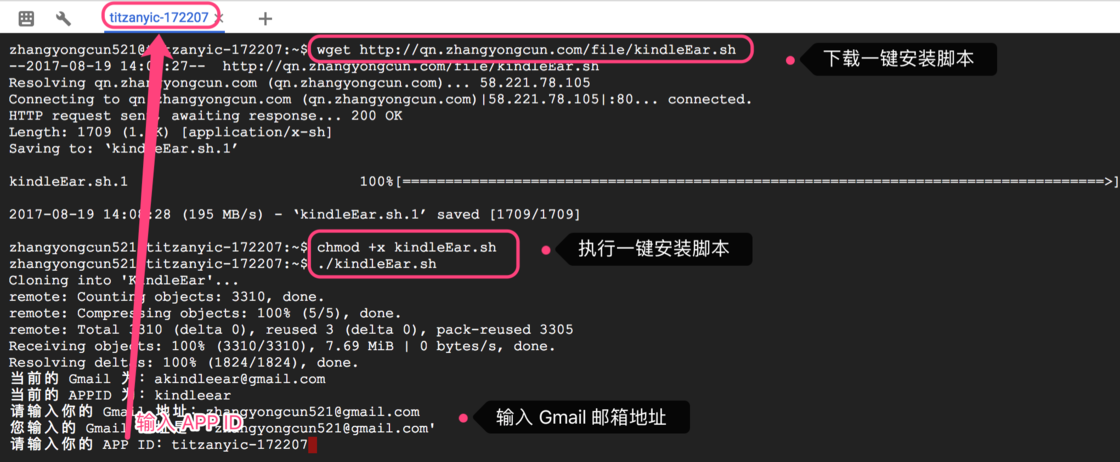 titzanyic-172207
zhangyongcun521@titzanyic-172207:~$ wget http://qn.zhangyongcun.com/file/kindleEar.sh
下载一键安装脚本
--2017-08-19 14:08:27-- http://qn.zhangyongcun.com/file/kindleEar.sh
Resolving qn.zhangyongcun.com (qn.zhangyongcun.com)... 58.221.78.105
Connecting to qn.zhangyongcun.com (qn.zhangyongcun.com)|58.221.78.105|:80... connected.
HTTP request sent, awaiting response... 200 OK
Length: 1709 (1. K) [application/x-sh]
Saving to: ‘kindleEar.sh.1’
kindleEar.sh.1 100%[===================================================================================>]
2017-08-19 14:08:28 (195 MB/s) - ‘kindleEar.sh.1’ saved [1709/1709]
zhangyongcun521@titzanyic-172207:~$ chmod +x kindleEar.sh
执行一键安装脚本
zhangyongcun521@titzanyic-172207:~$ ./kindleEar.sh
Cloning into 'KindleEar'...
remote: Counting objects: 3310, done.
remote: Compressing objects: 100% (5/5), done.
remote: Total 3310 (delta 0), reused 3 (delta 0), pack-reused 3305
Receiving objects: 100% (3310/3310), 7.69 MiB | 0 bytes/s, done.
Resolving deltas: 100% (1824/1824), done.
当前的 Gmail 为: akindleear@gmail.com
当前的 APPID 为: kindleear
请输入你的 Gmail 地址: zhangyongcun521@gmail.com
输入 Gmail 邮箱地址
输入 APP ID
您输入的 Gmail zhangyongcun521@gmail.com'
请输入你的 APP ID: titzanyic-172207